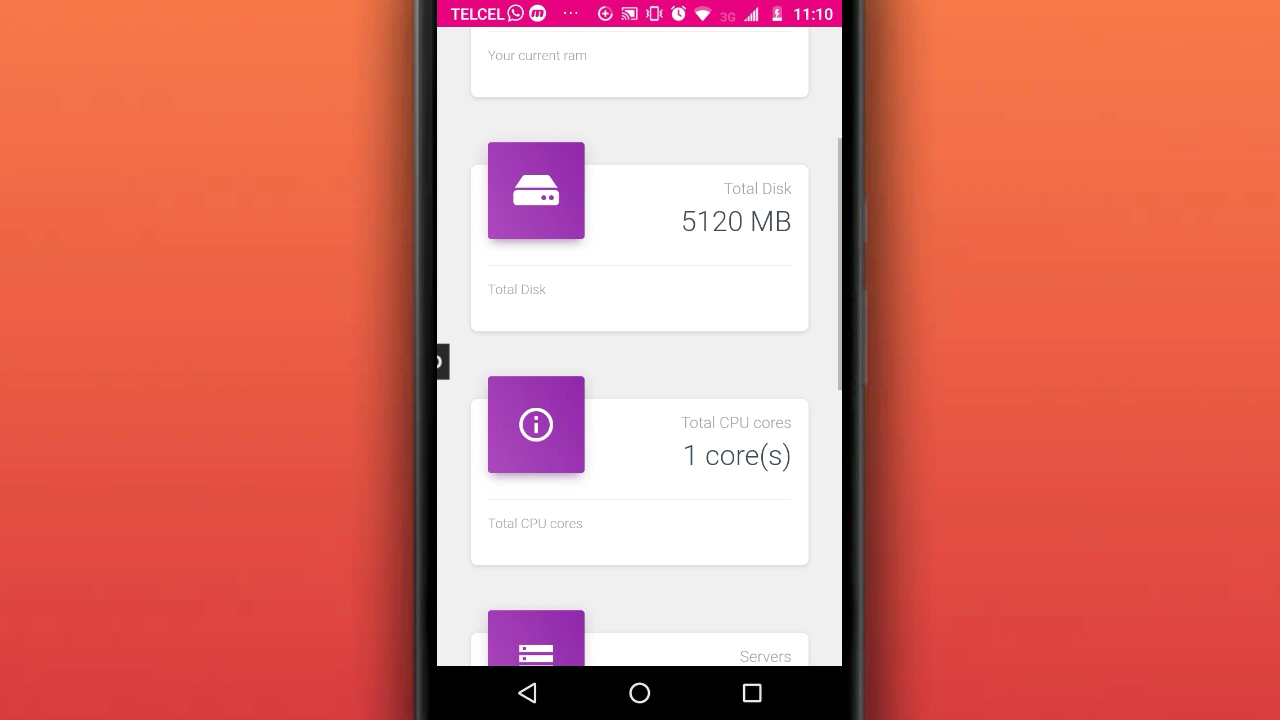 TELCEL 3G 11:10
Your current ram
Total Disk
5120 MB
Total Disk
Total CPU cores
1 core(s)
Total CPU cores
Servers